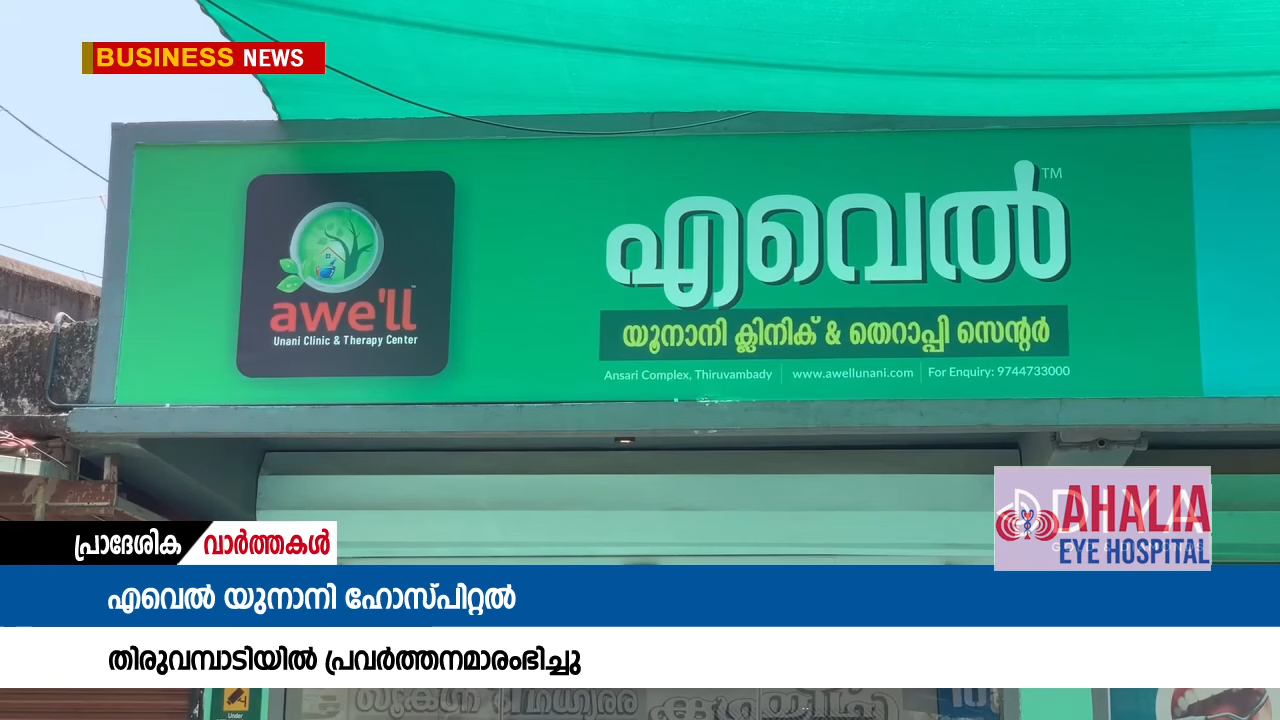 BUSINESS NEWS
എവെൽ TM
awe'll
Unani Clinic & Therapy Center
യൂനാനി ക്ലിനിക് & തെറാപ്പി സെന്റർ
Ansari Complex, Thiruvambady | www.awellunani.com | For Enquiry: 9744733000
AHALIA
EYE HOSPITAL
പ്രാദേശിക വാർത്തകൾ
എവെൽ യുനാനി ഹോസ്പിറ്റൽ
തിരുവമ്പാടിയിൽ പ്രവർത്തനമാരംഭിച്ചു
Under